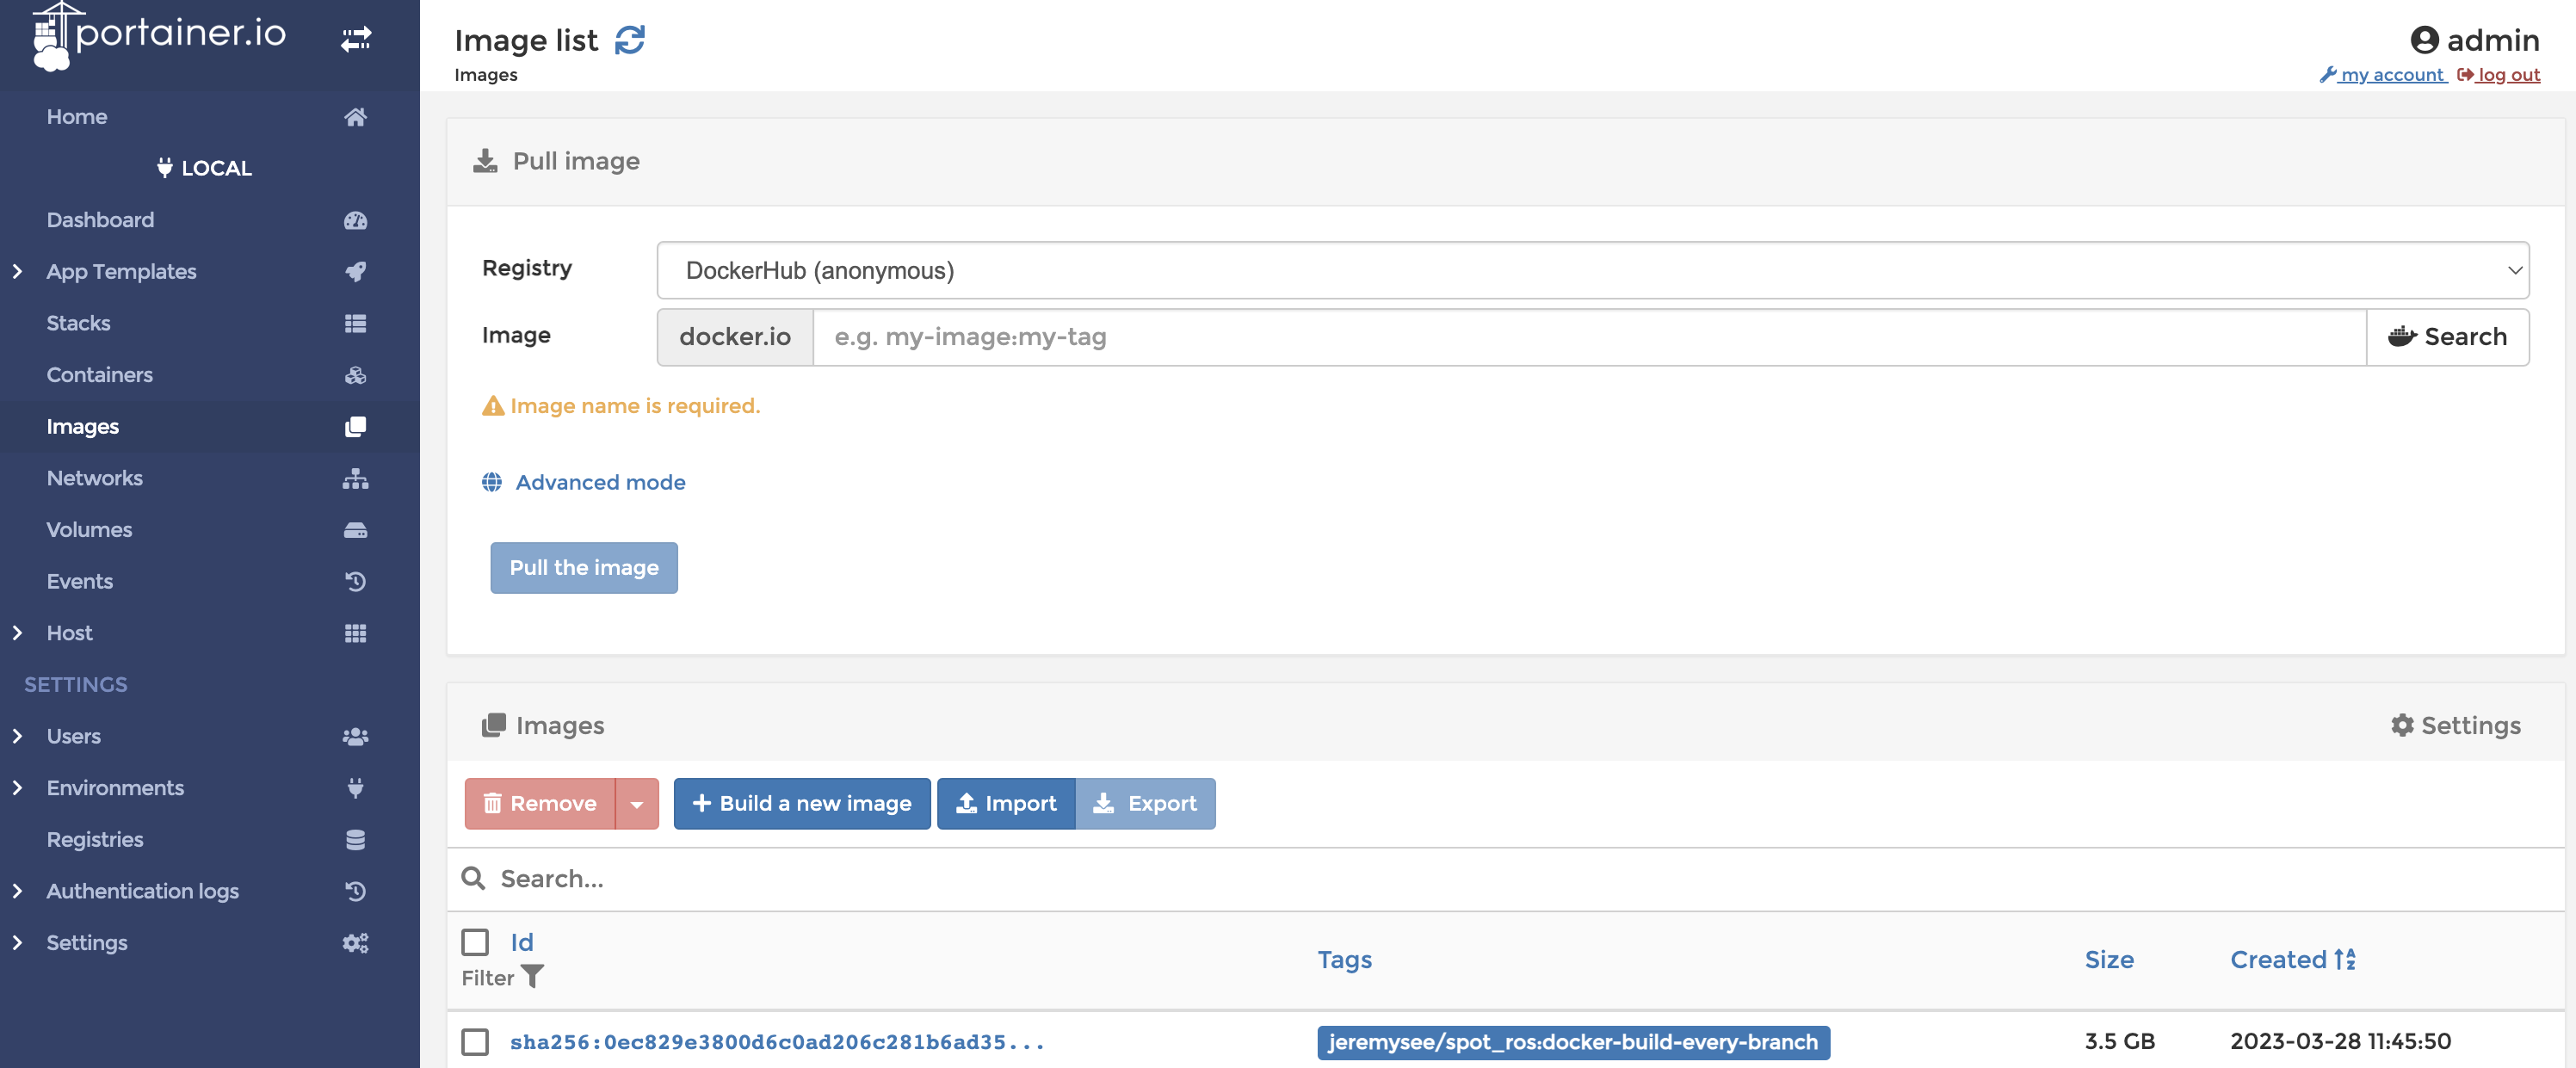 portainer.io
Home
LOCAL
Dashboard
App Templates
Stacks
Containers
Images
Networks
Volumes
Events
Host
SETTINGS
Users
Environments
Registries
Authentication logs
Settings
Image list
Images
admin
my account log out
Pull image
Registry DockerHub (anonymous)
Image docker.io e.g. my-image:my-tag Search
Image name is required.
Advanced mode
Pull the image
Images Settings
Remove Build a new image Import Export
Search...
Id
Filter
Tags Size Created
sha256:0ec829e3800d6c0ad206c281b6ad35... jeremysee/spot_ros:docker-build-every-branch 3.5 GB 2023-03-28 11:45:50